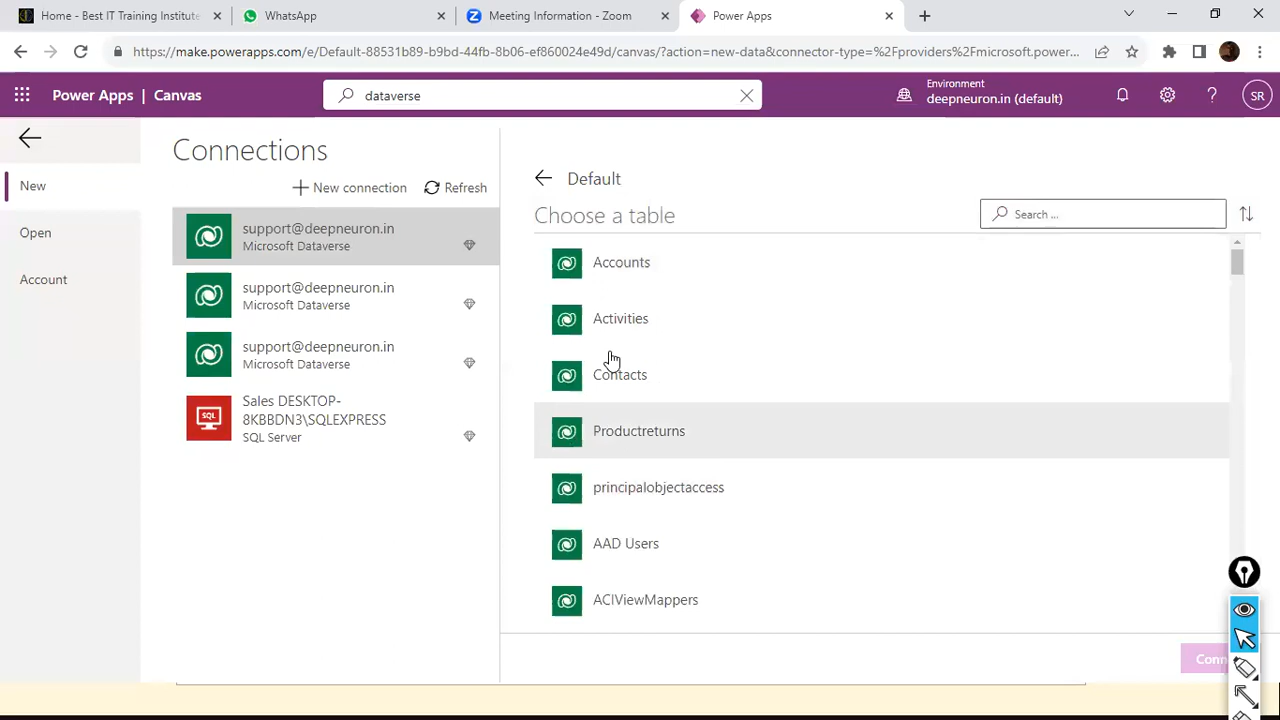 Home - Best IT Training Institute
WhatsApp
Meeting Information - Zoom
Power Apps
https://make.powerapps.com/e/Default-88531b89-b9bd-44fb-8b06-ef860024e49d/canvas/?action=new-data&connector-type=%2Fproviders%2Fmicrosoft.power...
Power Apps | Canvas
dataverse
Environment
deepneuron.in (default)
SR
New
Open
Account
Connections
New connection
Refresh
support@deepneuron.in
Microsoft Dataverse
support@deepneuron.in
Microsoft Dataverse
support@deepneuron.in
Microsoft Dataverse
SQL
Sales DESKTOP-
8KBBDN3\SQLEXPRESS
SQL Server
Default
Choose a table
Search ...
Accounts
Activities
Contacts
Productreturns
principalobjectaccess
AAD Users
ACIViewMappers
Conn